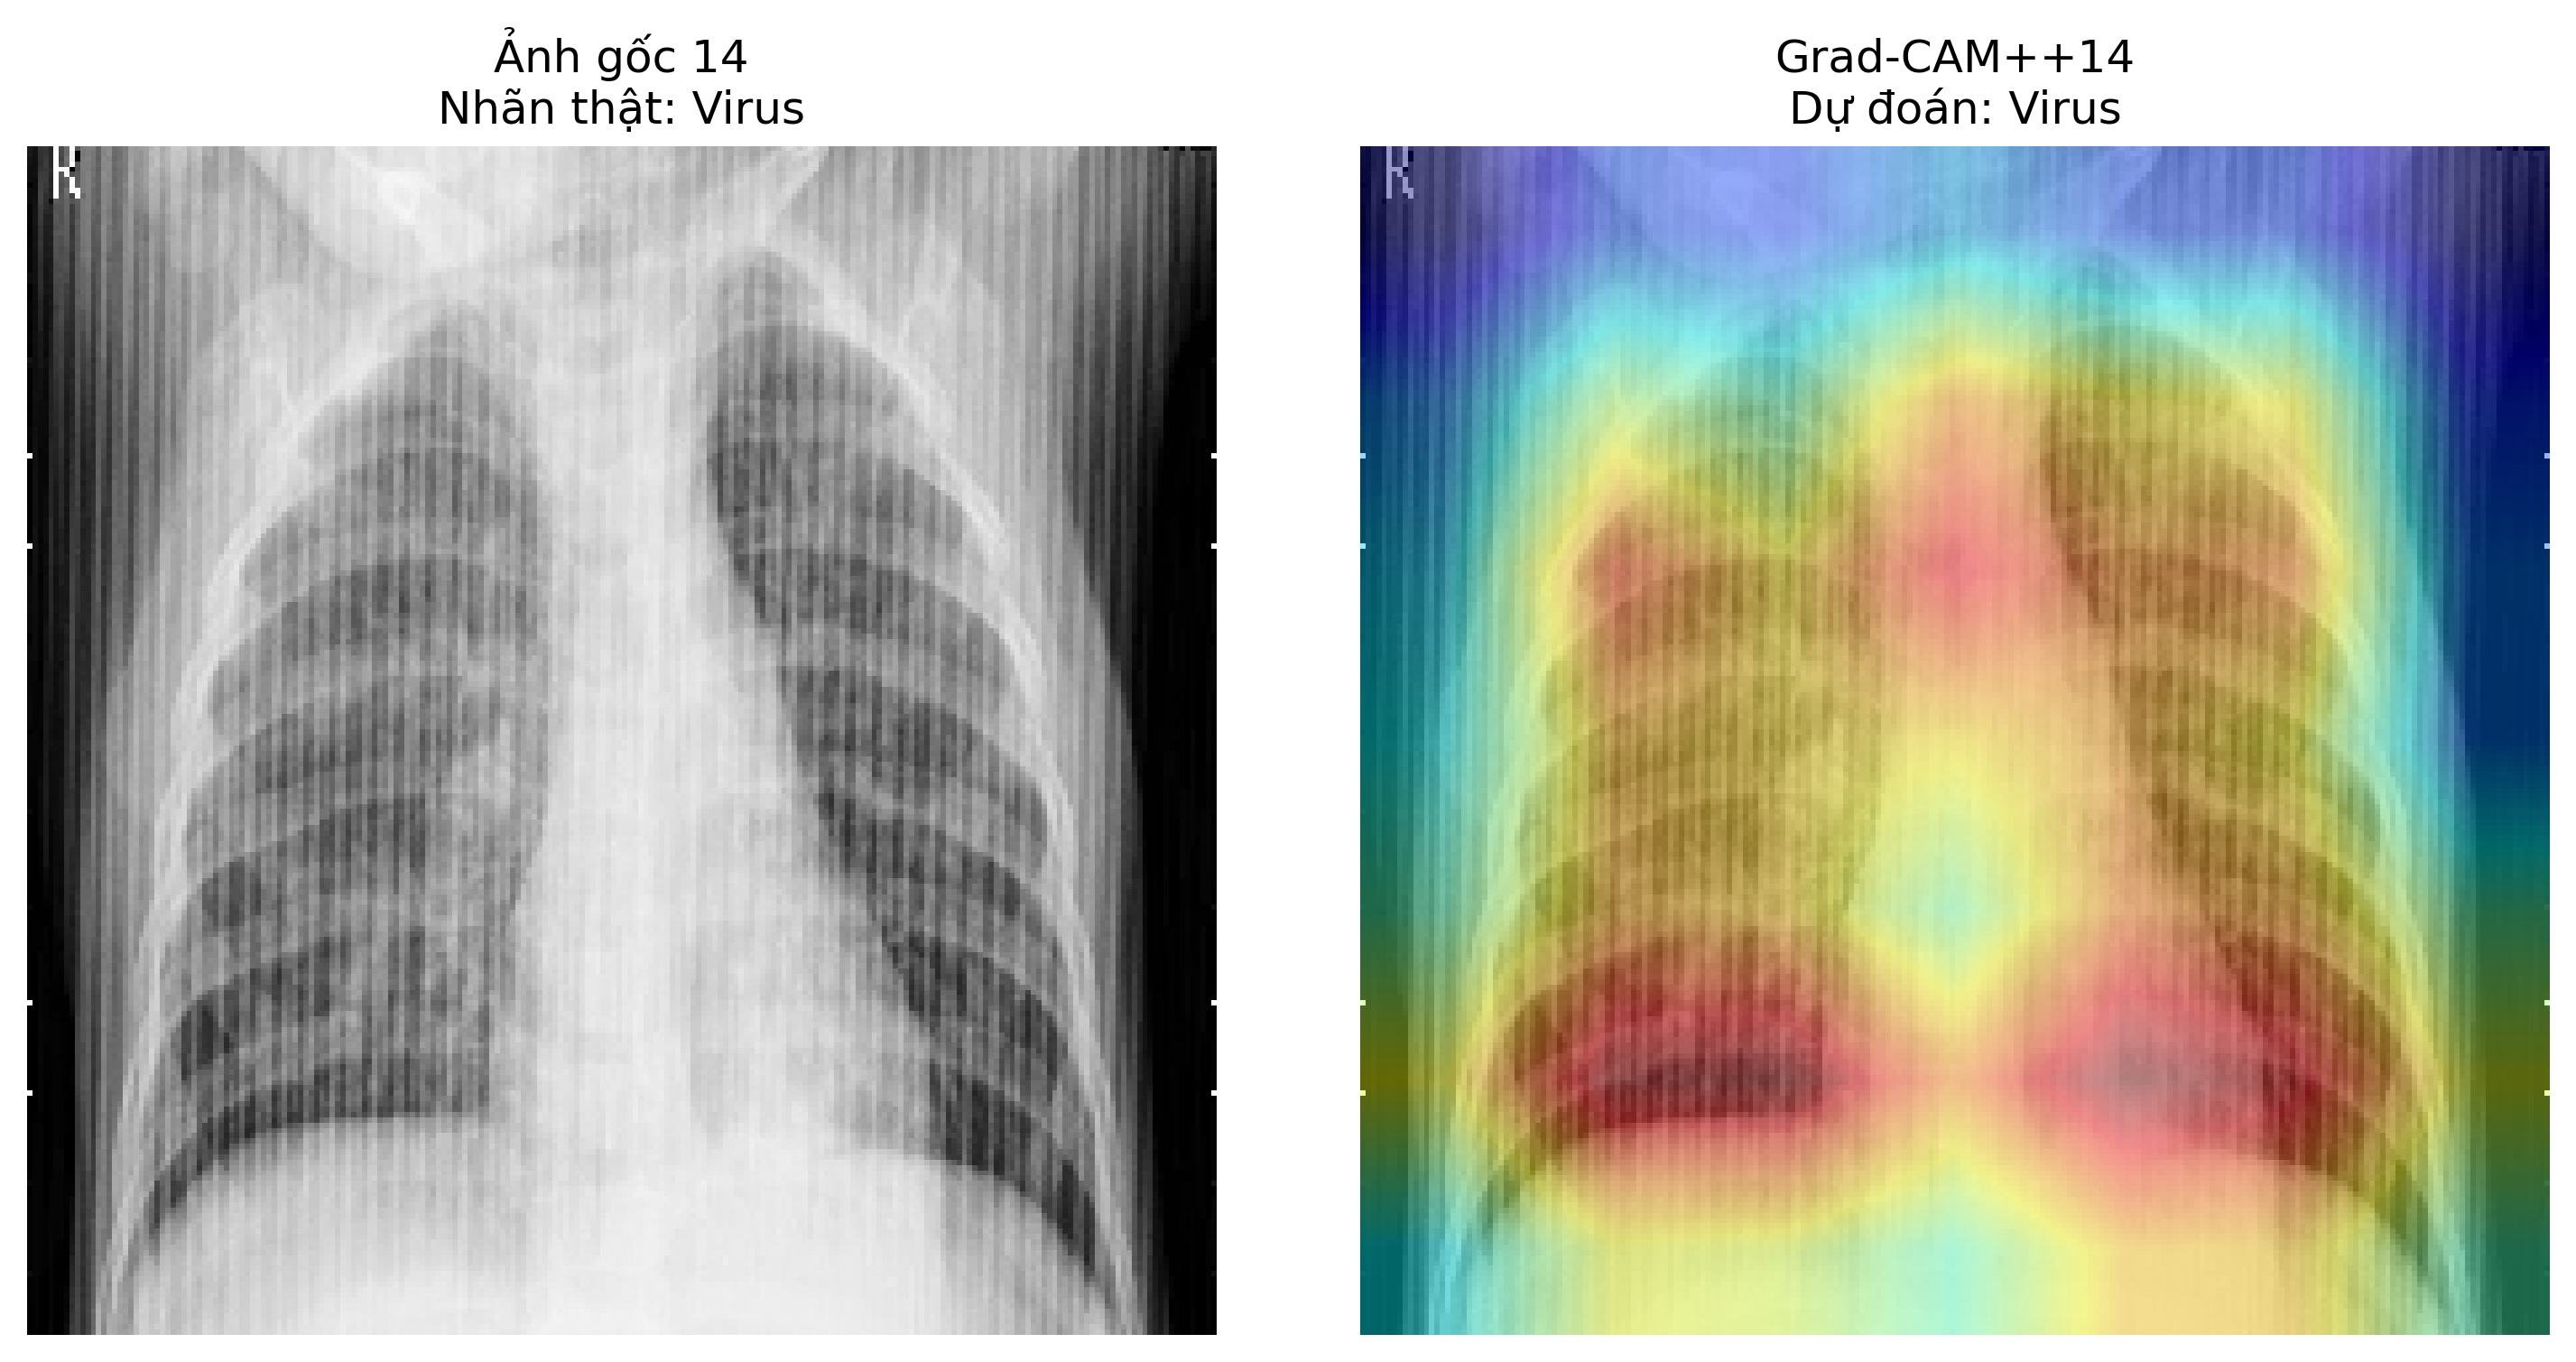 Ảnh gốc 14
Nhãn thật: Virus
Grad-CAM++14
Dự đoán: Virus
R
R